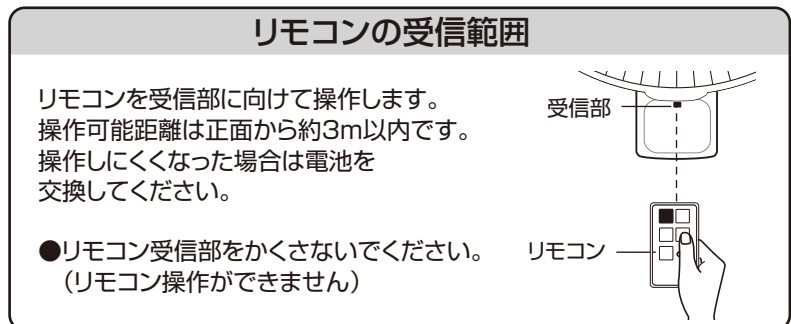 リモコンの受信範囲
リモコンを受信部に向けて操作します。
操作可能距離は正面から約3m以内です。
操作しにくくなった場合は電池を
交換してください。
●リモコン受信部をかくさないでください。
（リモコン操作ができません）
受信部
リモコン